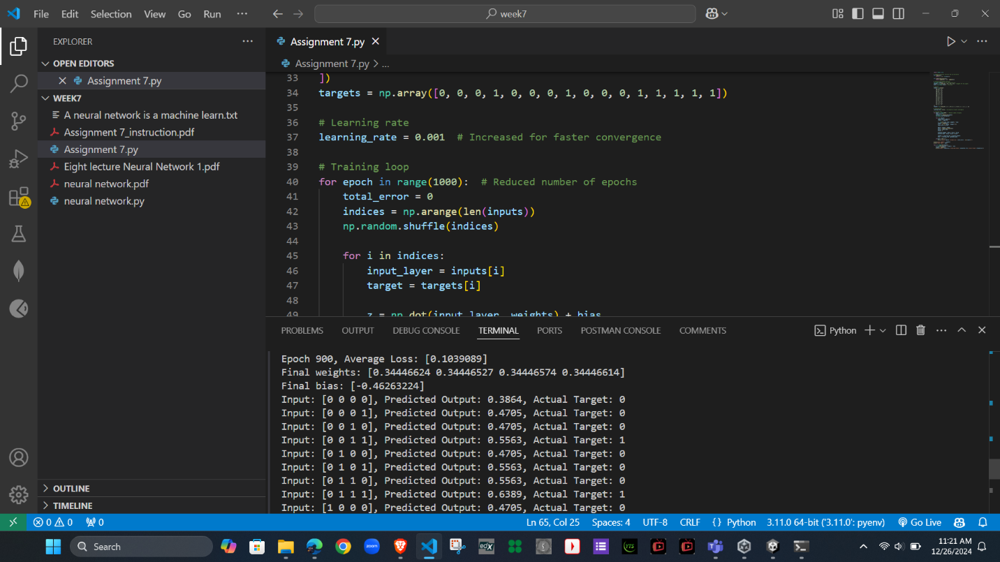 File Edit Selection View Go Run ··· week7
EXPLORER ···
OPEN EDITORS
Assignment 7.py
WEEK7
A neural network is a machine learn.txt
Assignment 7_instruction.pdf
Assignment 7.py
Eight lecture Neural Network 1.pdf
neural network.pdf
neural network.py
OUTLINE
TIMELINE
Assignment 7.py
Assignment 7.py > ...
33 ])
34 targets = np.array([0, 0, 0, 1, 0, 0, 0, 1, 0, 0, 0, 1, 1, 1, 1, 1])
35
36 # Learning rate
37 learning_rate = 0.001  # Increased for faster convergence
38
39 # Training loop
40 for epoch in range(1000):  # Reduced number of epochs
41     total_error = 0
42     indices = np.arange(len(inputs))
43     np.random.shuffle(indices)
44
45     for i in indices:
46         input_layer = inputs[i]
47         target = targets[i]
48
49         z = np.dot(input_layer, weights) + bias
PROBLEMS OUTPUT DEBUG CONSOLE TERMINAL PORTS POSTMAN CONSOLE COMMENTS Python
Epoch 900, Average Loss: [0.1039089]
Final weights: [0.34446624 0.34446527 0.34446574 0.34446614]
Final bias: [-0.46263224]
Input: [0 0 0 0], Predicted Output: 0.3864, Actual Target: 0
Input: [0 0 0 1], Predicted Output: 0.4705, Actual Target: 0
Input: [0 0 1 0], Predicted Output: 0.4705, Actual Target: 0
Input: [0 0 1 1], Predicted Output: 0.5563, Actual Target: 1
Input: [0 1 0 0], Predicted Output: 0.4705, Actual Target: 0
Input: [0 1 0 1], Predicted Output: 0.5563, Actual Target: 0
Input: [0 1 1 0], Predicted Output: 0.5563, Actual Target: 0
Input: [0 1 1 1], Predicted Output: 0.6389, Actual Target: 1
Input: [1 0 0 0], Predicted Output: 0.4705, Actual Target: 0
0 0 0 Ln 65, Col 25 Spaces: 4 UTF-8 CRLF {} Python 3.11.0 64-bit ('3.11.0': pyenv) Go Live
Search zoom edX YTS 11:21 AM
12/26/2024